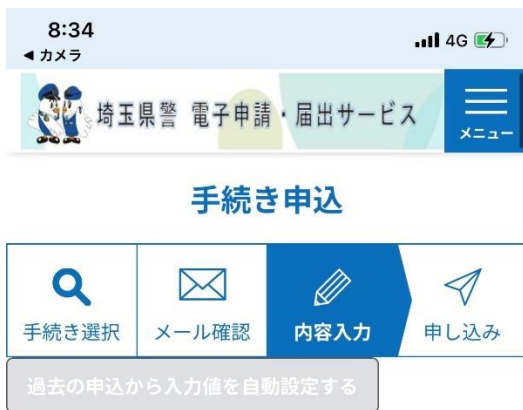 8:34
4G
◀ カメラ
埼玉県警 電子申請・届出サービス
メニュー
手続き申込
手続き選択
メール確認
内容入力
申し込み
過去の申込から入力値を自動設定する